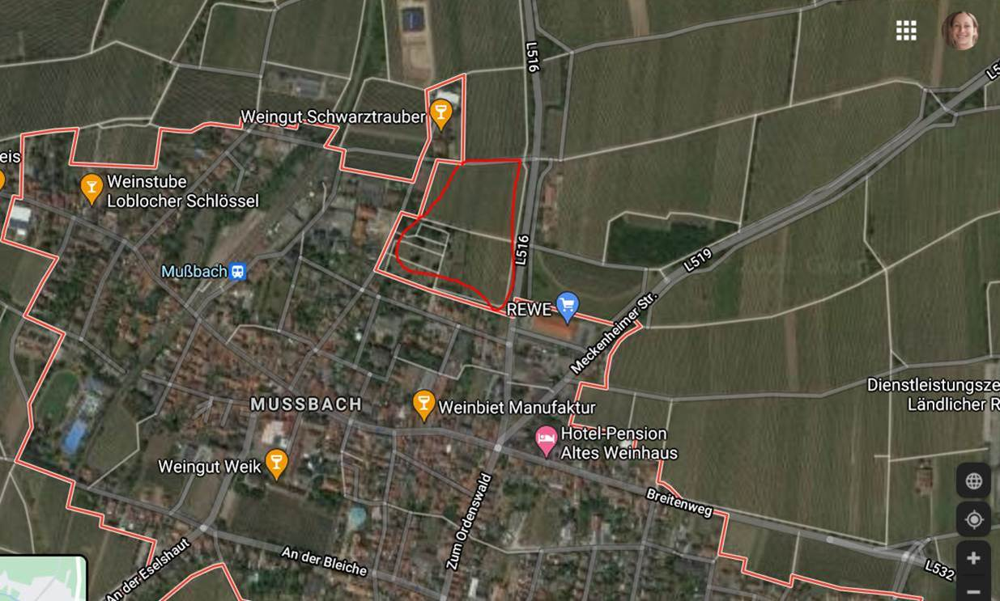 L516
L5
Weingut Schwarztrauber
eis
Weinstube
Loblocher Schlössel
L516
L519
Mußbach
REWE
Meckenheimer Str.
Dienstleistungsze
Ländlicher R
MUSSBACH
Weinbiet Manufaktur
Hotel-Pension
Altes Weinhaus
Weingut Weik
Breitenweg
Zum Ordenswald
An der Bleiche
An der Eselshaut
L532